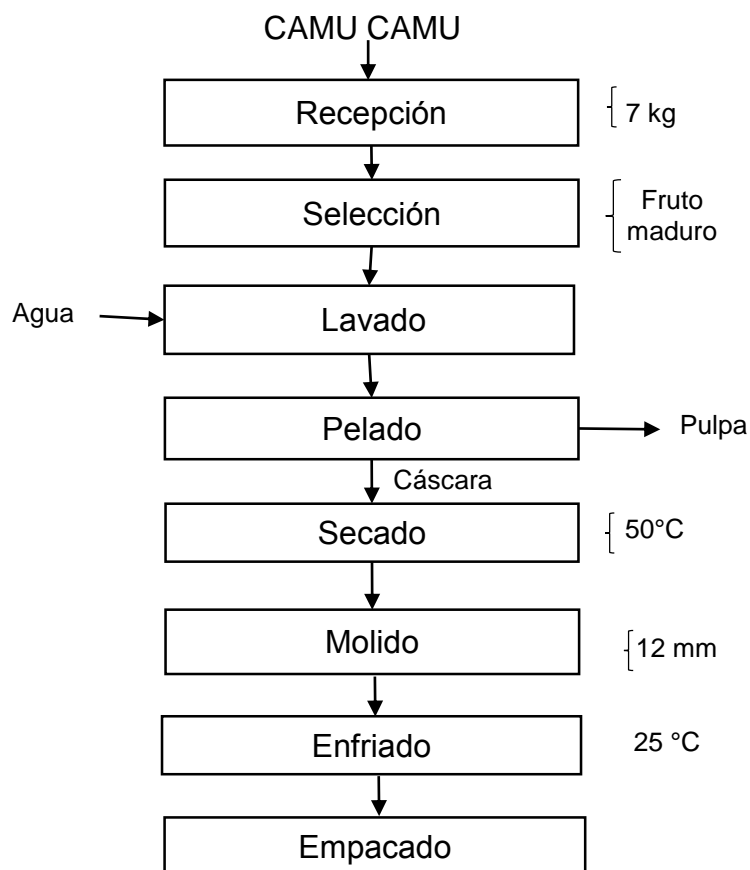 CAMU CAMU
Recepción
7 kg
Selección
Fruto
maduro
Agua
Lavado
Pelado
Pulpa
Cáscara
Secado
50°C
Molido
12 mm
Enfriado
25 °C
Empacado